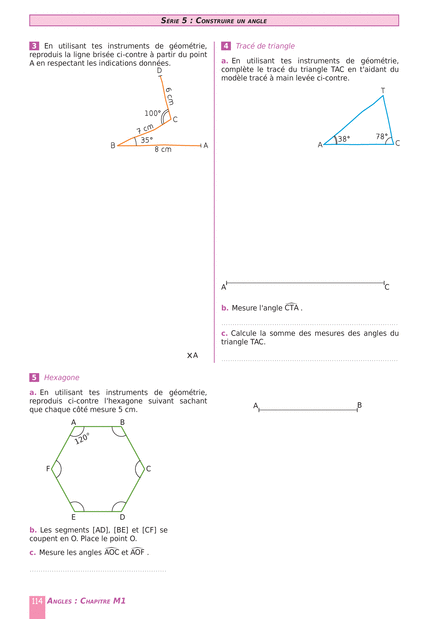 SÉRIE 5 : CONSTRUIRE UN ANGLE
3 En utilisant tes instruments de géométrie,
reproduis la ligne brisée ci-contre à partir du point
A en respectant les indications données.
D
6 cm
100°
C
7 cm
35°
B
A
8 cm
xA
4 Tracé de triangle
a. En utilisant tes instruments de géométrie,
complète le tracé du triangle TAC en t'aidant du
modèle tracé à main levée ci-contre.
T
38°
78°
A
C
A
C
b. Mesure l'angle CTA .
c. Calcule la somme des mesures des angles du
triangle TAC.
5 Hexagone
a. En utilisant tes instruments de géométrie,
reproduis ci-contre l'hexagone suivant sachant
que chaque côté mesure 5 cm.
A
B
120°
F
C
E
D
A
B
b. Les segments [AD], [BE] et [CF] se
coupent en O. Place le point O.
c. Mesure les angles AOC et AOF .
114 ANGLES : CHAPITRE M1